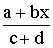 a + bx
c + d